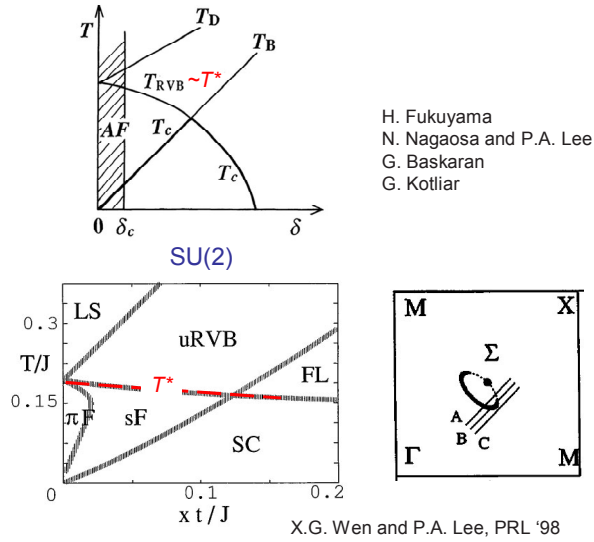 T
T_D
T_B
T_RVB ~T*
AF
T_c
T_c
0 δ_c δ
H. Fukuyama
N. Nagaosa and P.A. Lee
G. Baskaran
G. Kotliar
SU(2)
LS
0.3
uRVB
T/J
T*
FL
0.15
πF
sF
SC
0
0 0.1 0.2
x t / J
M X
Σ
A
B C
Γ M
X.G. Wen and P.A. Lee, PRL '98